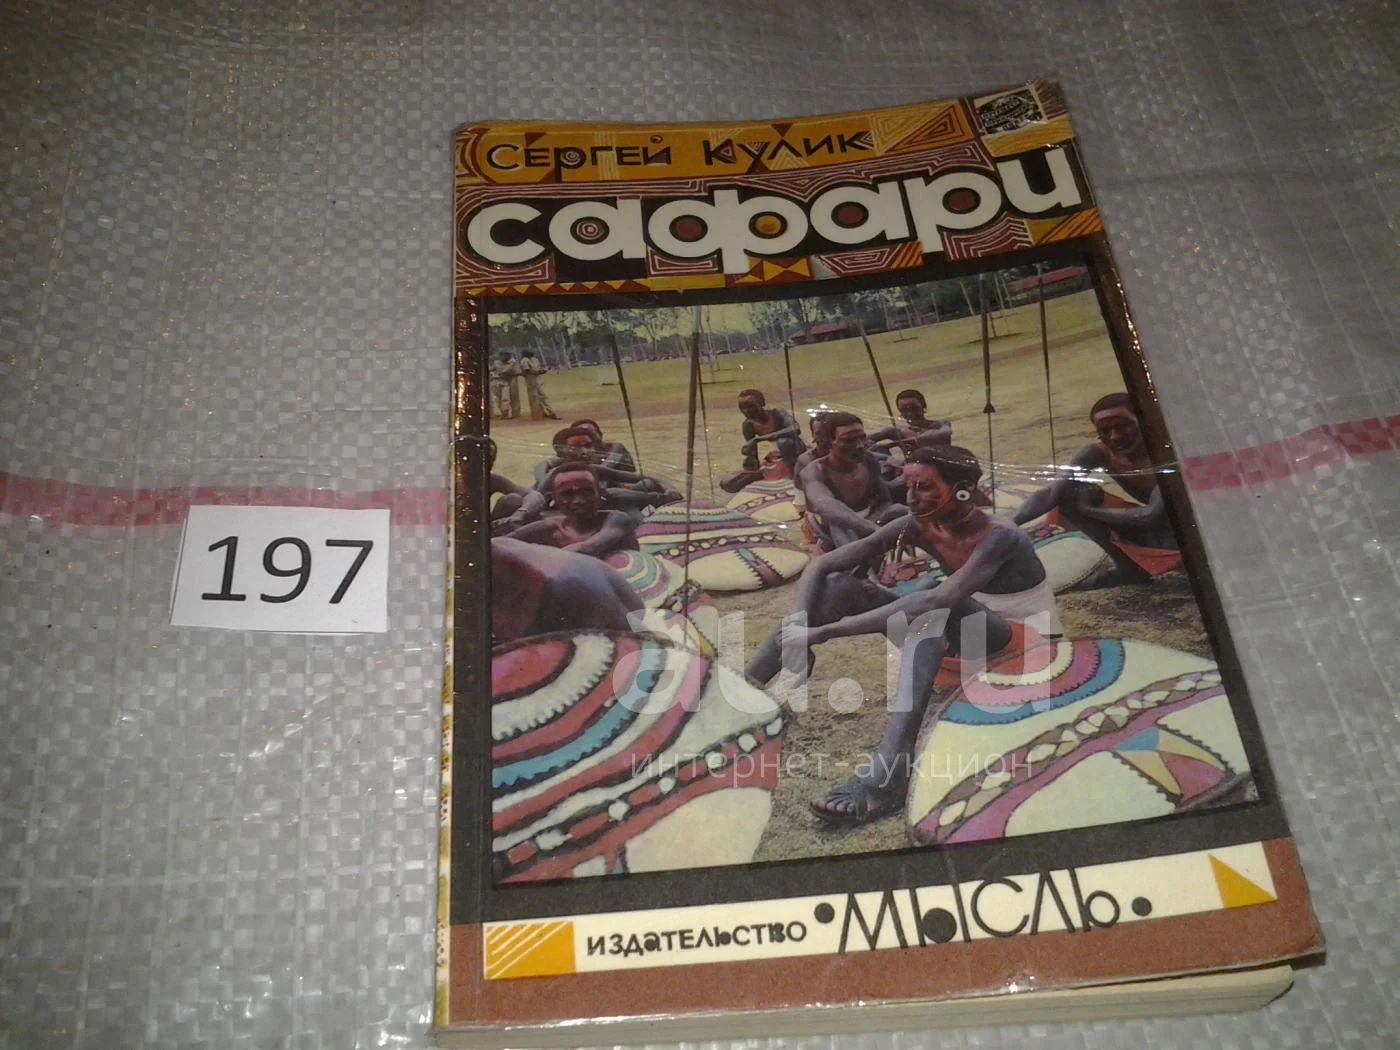 Сергей Кулик
сафари
197
au.ru
интернет-аукцион
издательство •МЫСЛЬ•